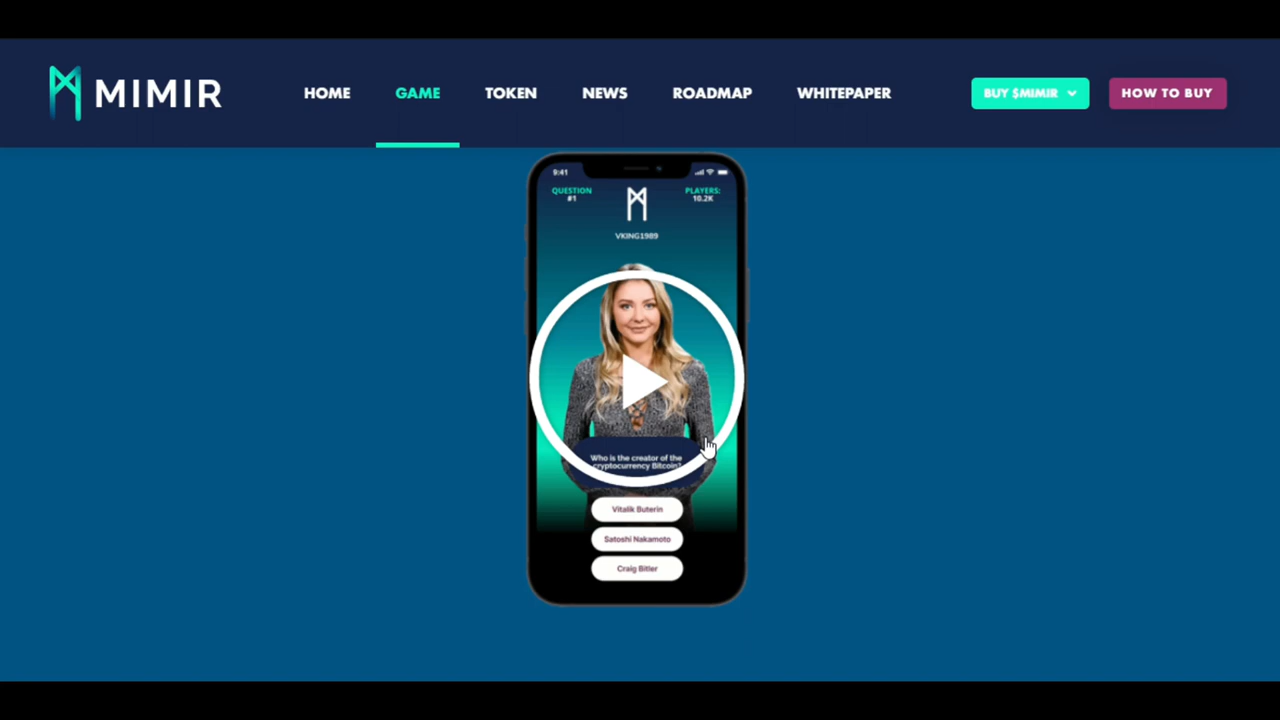 MIMIR
HOME
GAME
TOKEN
NEWS
ROADMAP
WHITEPAPER
BUY $MIMIR
HOW TO BUY
9:41
QUESTION
#1
PLAYERS:
10.2K
VKING1989
Who is the creator of the
cryptocurrency Bitcoin?
Vitalik Buterin
Satoshi Nakamoto
Craig Bitler